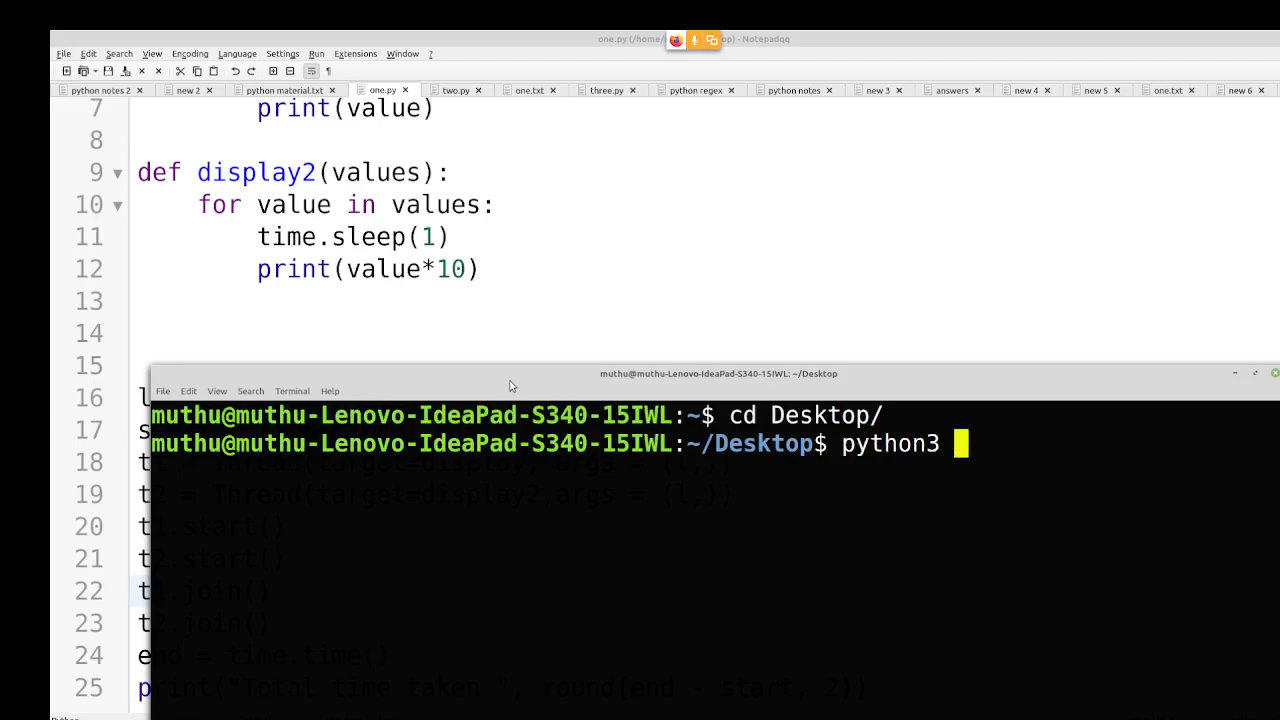 one.py (/home/ op) - Notepadqq
File Edit Search View Encoding Language Settings Run Extensions Window ?
python notes 2 new 2 python material.txt one.py two.py one.txt three.py python regex python notes new 3 answers new 4 new 5 one.txt new 6
7 print(value)
8
9 def display2(values):
10 for value in values:
11 time.sleep(1)
12 print(value*10)
13
14
15
muthu@muthu-Lenovo-IdeaPad-S340-15IWL: ~/Desktop
File Edit View Search Terminal Help
16 l
muthu@muthu-Lenovo-IdeaPad-S340-15IWL:~$ cd Desktop/
17 s
muthu@muthu-Lenovo-IdeaPad-S340-15IWL:~/Desktop$ python3
18 t1 = Thread(target=display, args = (l,))
19 t2 = Thread(target=display2,args = (l,))
20 t1.start()
21 t2.start()
22 t1.join()
23 t2.join()
24 end = time.time()
25 print("Total time taken ", round(end - start, 2))
Python